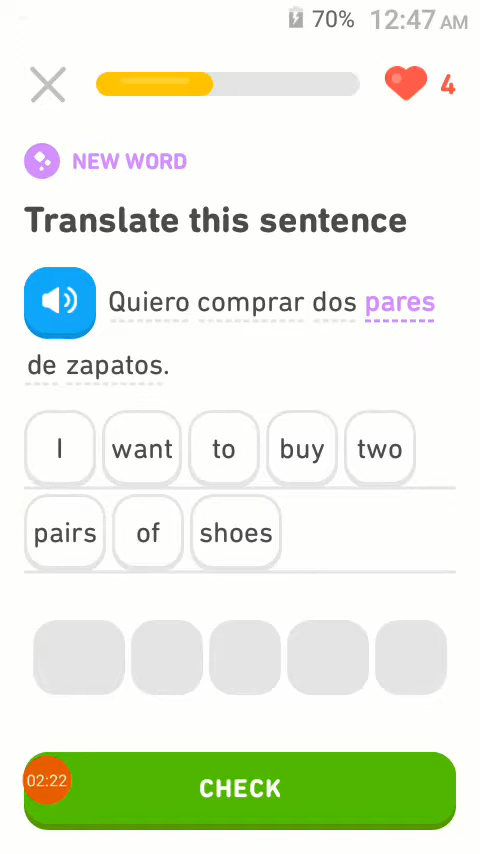 70% 12:47 AM
4
NEW WORD
Translate this sentence
Quiero comprar dos pares
de zapatos.
I want to buy two
pairs of shoes
02:22 CHECK